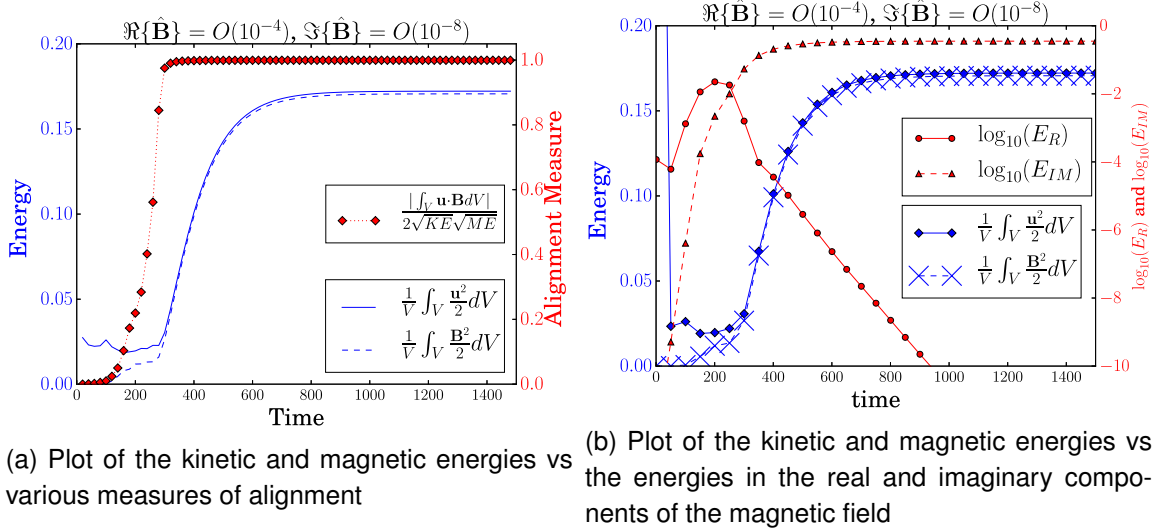 ℜ{B̂} = O(10⁻⁴), ℑ{B̂} = O(10⁻⁸)
0.20
0.15
0.10
0.05
0.00
Energy
0 200 400 600 800 1000 1200 1400
Time
1.0
0.8
0.6
0.4
0.2
0.0
Alignment Measure
|∫_V u·BdV| / 2√KE√ME
1/V ∫_V u²/2 dV
1/V ∫_V B²/2 dV
(a) Plot of the kinetic and magnetic energies vs
various measures of alignment
ℜ{B̂} = O(10⁻⁴), ℑ{B̂} = O(10⁻⁸)
0.20
0.15
0.10
0.05
0.00
Energy
0 200 400 600 800 1000 1200 1400
time
−0
−2
−4
−6
−8
−10
log₁₀(E_R) and log₁₀(E_IM)
log₁₀(E_R)
log₁₀(E_IM)
1/V ∫_V u²/2 dV
1/V ∫_V B²/2 dV
(b) Plot of the kinetic and magnetic energies vs
the energies in the real and imaginary compo-
nents of the magnetic field